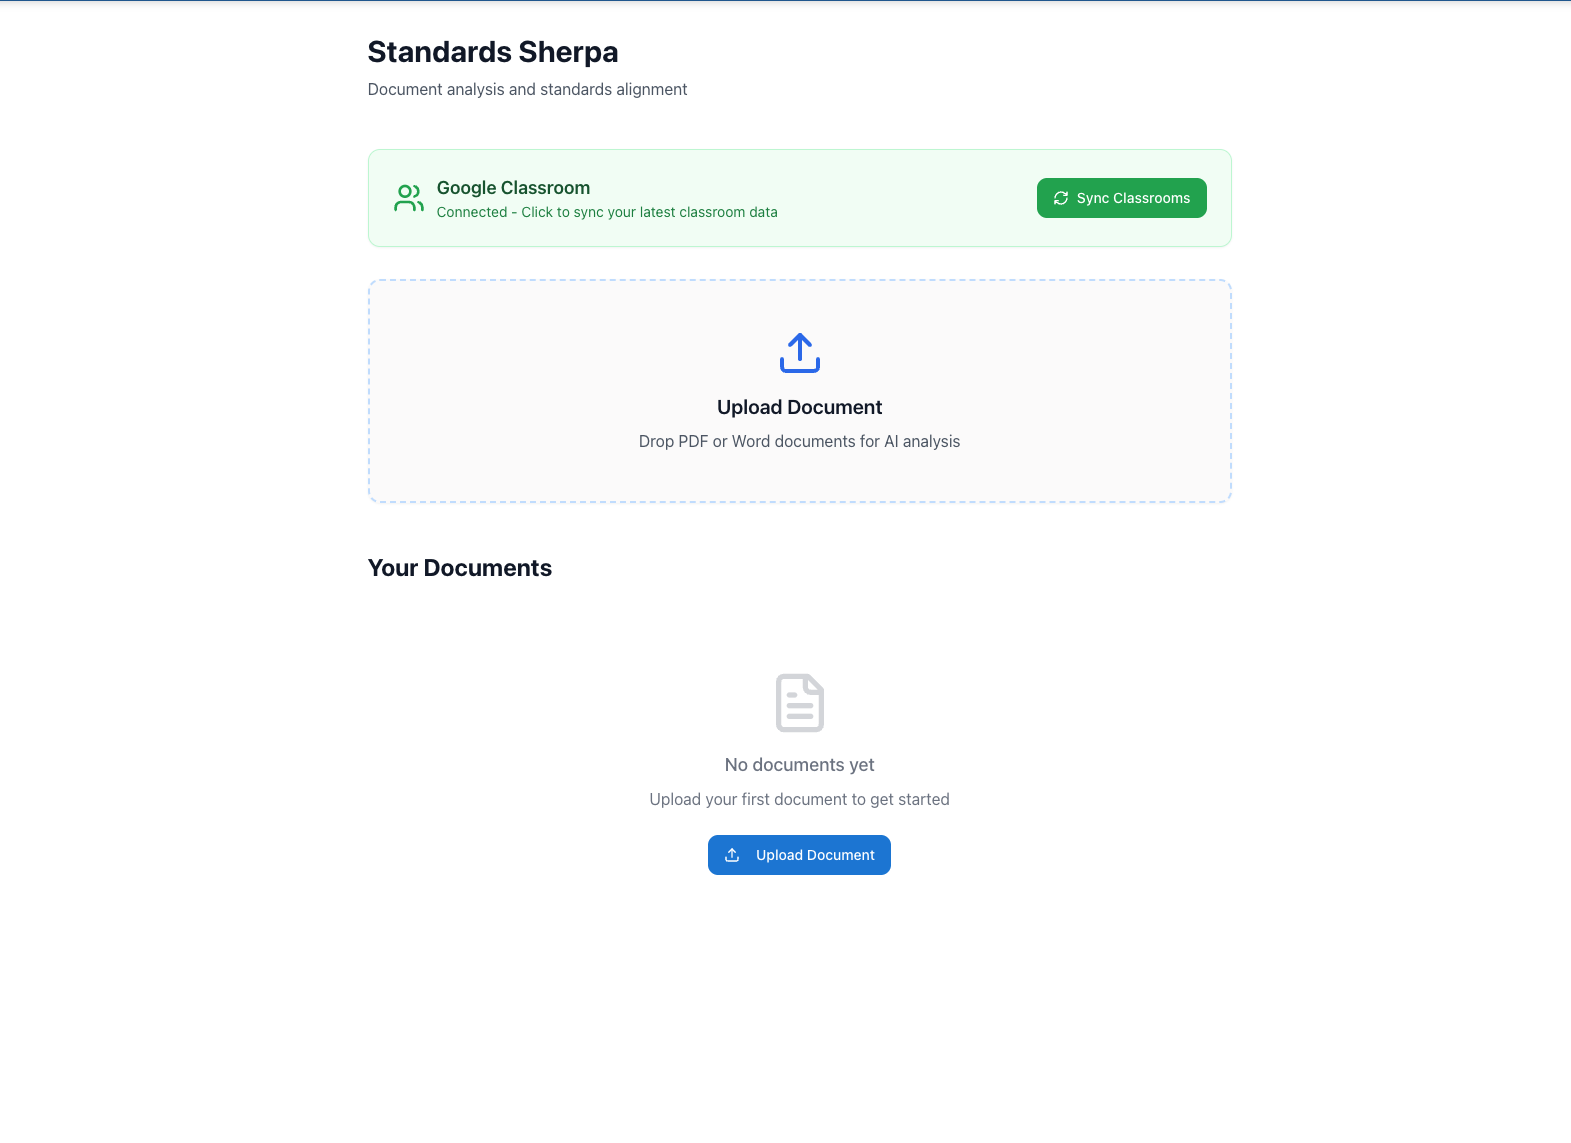 Standards Sherpa
Document analysis and standards alignment
Google Classroom
Connected - Click to sync your latest classroom data
Sync Classrooms
Upload Document
Drop PDF or Word documents for AI analysis
Your Documents
No documents yet
Upload your first document to get started
Upload Document